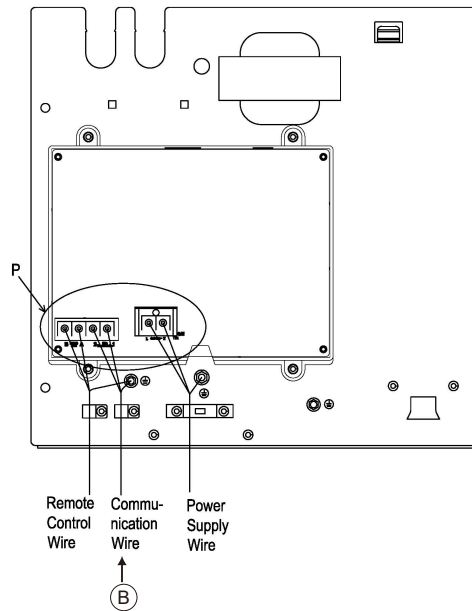 P
Remote
Control
Wire
Commu-
nication
Wire
Power
Supply
Wire
B